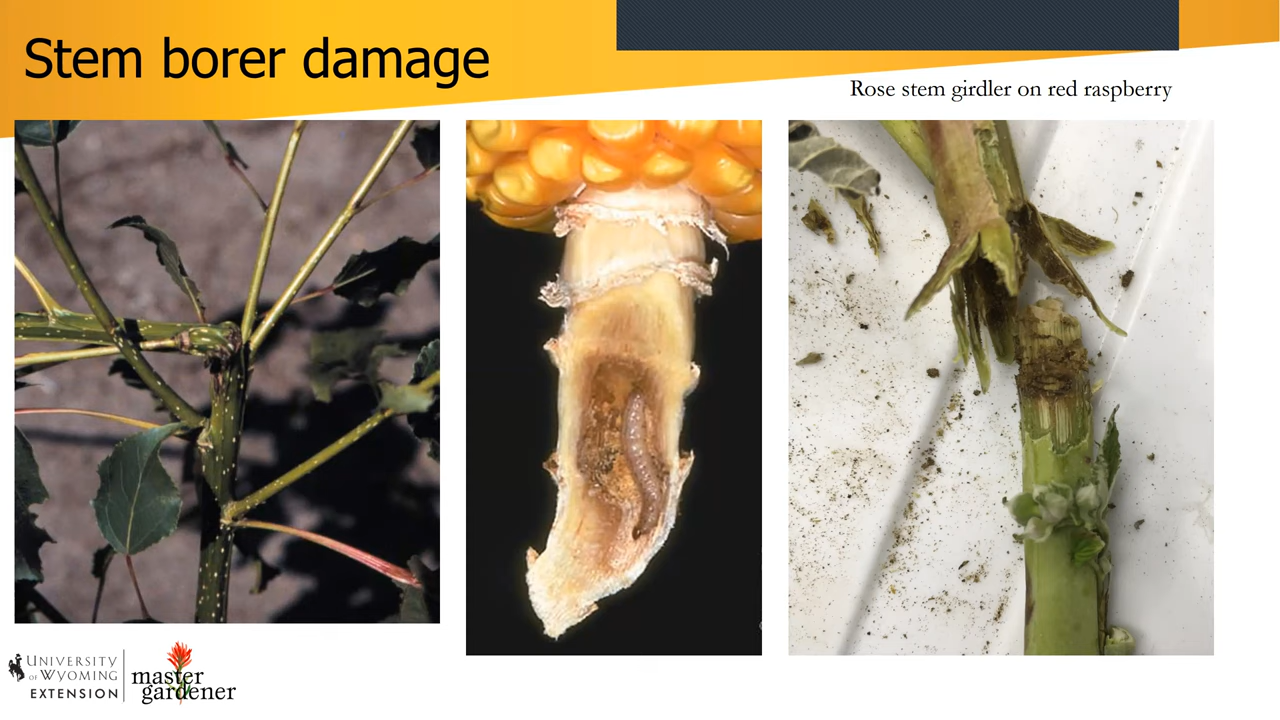 Stem borer damage
Rose stem girdler on red raspberry
UNIVERSITY
OF WYOMING
EXTENSION
master
gardener